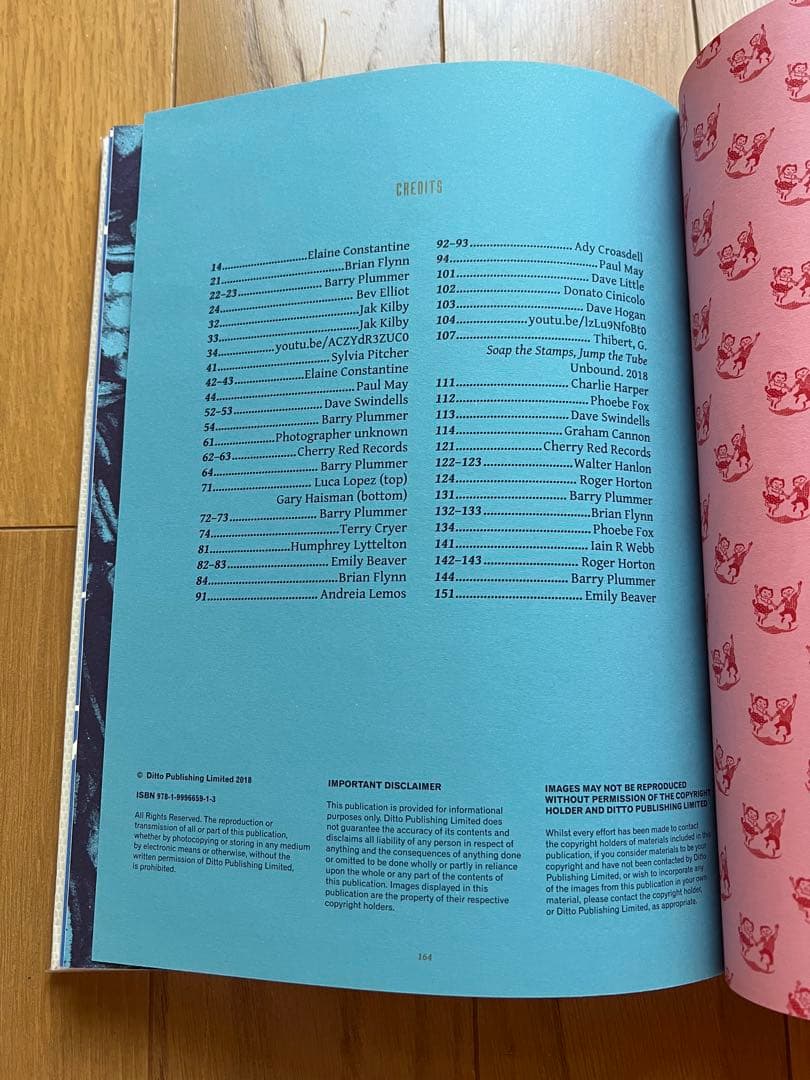 CREDITS
14..............................Elaine Constantine
21..............................Brian Flynn
22–23..............................Barry Plummer
24..............................Bev Elliot
32..............................Jak Kilby
33..............................Jak Kilby
34..............................youtu.be/ACZYdR3ZUC0
41..............................Sylvia Pitcher
42–43..............................Elaine Constantine
44..............................Paul May
52–53..............................Dave Swindells
54..............................Barry Plummer
61..............................Photographer unknown
62–63..............................Cherry Red Records
64..............................Barry Plummer
71..............................Luca Lopez (top)
Gary Haisman (bottom)
72–73..............................Barry Plummer
74..............................Terry Cryer
81..............................Humphrey Lyttelton
82–83..............................Emily Beaver
84..............................Brian Flynn
91..............................Andreia Lemos
92–93..............................Ady Croasdell
94..............................Paul May
101..............................Dave Little
102..............................Donato Cinicolo
103..............................Dave Hogan
104..............................youtu.be/lzLu9NfoBt0
107..............................Thibert, G.
Soap the Stamps, Jump the Tube
Unbound. 2018
111..............................Charlie Harper
112..............................Phoebe Fox
113..............................Dave Swindells
114..............................Graham Cannon
121..............................Cherry Red Records
122–123..............................Walter Hanlon
124..............................Roger Horton
131..............................Barry Plummer
132–133..............................Brian Flynn
134..............................Phoebe Fox
141..............................Iain R Webb
142–143..............................Roger Horton
144..............................Barry Plummer
151..............................Emily Beaver
© Ditto Publishing Limited 2018
ISBN 978-1-9996659-1-3
All Rights Reserved. The reproduction or
transmission of all or part of this publication,
whether by photocopying or storing in any medium
by electronic means or otherwise, without the
written permission of Ditto Publishing Limited,
is prohibited.
IMPORTANT DISCLAIMER
This publication is provided for informational
purposes only. Ditto Publishing Limited does
not guarantee the accuracy of its contents and
disclaims all liability of any person in respect of
anything and the consequences of anything done
or omitted to be done wholly or partly in reliance
upon the whole or any part of the contents of
this publication. Images displayed in this
publication are the property of their respective
copyright holders.
IMAGES MAY NOT BE REPRODUCED
WITHOUT PERMISSION OF THE COPYRIGHT
HOLDER AND DITTO PUBLISHING LIMITED
Whilst every effort has been made to contact
the copyright holders of materials included in this
publication, if you consider materials to be your
copyright and have not been contacted by Ditto
Publishing Limited, or wish to incorporate any
of the images from this publication in your own
material, please contact the copyright holder,
or Ditto Publishing Limited, as appropriate.
164